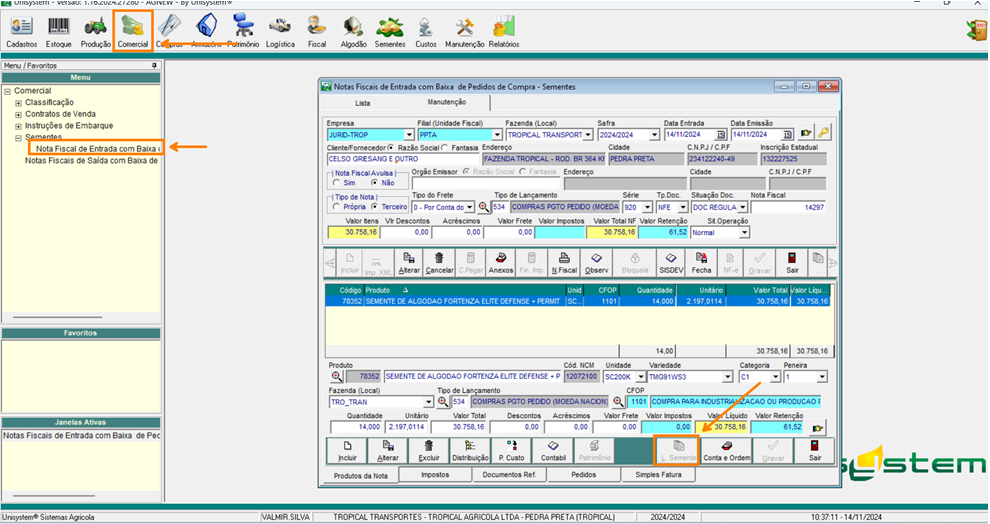 Unisystem - Versão: 1.16.2024.27280 - AGNEW - By Unisystem®
Cadastros Estoque Produção Comercial Logística Fiscal Algodão Sementes Custos Manutenção Relatórios
Menu / Favoritos
Menu
Comercial
Classificação
Contratos de Venda
Instruções de Embarque
Sementes
Nota Fiscal de Entrada com Baixa
Notas Fiscais de Saída com Baixa de
Favoritos
Janelas Ativas
Notas Fiscais de Entrada com Baixa de Ped
Notas Fiscais de Entrada com Baixa de Pedidos de Compra - Sementes
Lista Manutenção
Empresa Filial (Unidade Fiscal) Fazenda (Local) Safra Data Entrada Data Emissão
JURID-TROP PPTA TROPICAL TRANSPORT 2024/2024 14/11/2024 14/11/2024
Cliente/Fornecedor Razão Social Fantasia Endereço Cidade C.N.P.J / C.P.F Inscrição Estadual
CELSO GRESANG E OUTRO FAZENDA TROPICAL - ROD. BR 364 KM PEDRA PRETA 234122240-49 132227525
Nota Fiscal Avulsa Orgão Emissor Razão Social Fantasia Endereço Cidade C.N.P.J / C.P.F
Sim Não
Tipo de Nota Tipo do Frete Tipo de Lançamento Série Tp.Doc. Situação Doc. Nota Fiscal
Própria Terceiro 0 - Por Conta do 534 COMPRAS PGTO PEDIDO (MOEDA 920 NFE DOC REGULA 14297
Valor Itens Vlr Descontos Acréscimos Valor Frete Valor Impostos Valor Total NF Valor Retenção Sit.Operação
30.758,16 0,00 0,00 0,00 30.758,16 61,52 Normal
Incluir Imp. XML Alterar Cancelar C.Pagar Anexos Fin. Imp N.Fiscal Observ Bloqueia SISDEV Fecha NF-e Gravar Sair
Código Produto Unid CFOP Quantidade Unitário Valor Total Valor Líqu...
78352 SEMENTE DE ALGODAO FORTENZA ELITE DEFENSE + PERMIT SC... 1101 14,000 2.197,0114 30.758,16 30.758,16
14,00 30.758,16 30.758,16
Produto Cód. NCM Unidade Variedade Categoria Peneira
78352 SEMENTE DE ALGODAO FORTENZA ELITE DEFENSE + P 12072100 SC200K TMG91WS3 C1 1
Fazenda (Local) Tipo de Lançamento CFOP
TRO_TRAN 534 COMPRAS PGTO PEDIDO (MOEDA NACION) 1101 COMPRA PARA INDUSTRIALIZACAO OU PRODUCAO
Quantidade Unitário Valor Total Descontos Acréscimos Valor Frete Valor Impostos Valor Líquido Valor Retenção
14,000 2.197,0114 30.758,16 0,00 0,00 0,00 0,00 30.758,16 61,52
Incluir Alterar Excluir Distribuição P. Custo Contabil Patrimônio L. Semente Conta e Ordem Gravar Sair
Produtos da Nota Impostos Documentos Ref. Pedidos Simples Fatura
system
Unisystem® Sistemas Agricola VALMIR.SILVA TROPICAL TRANSPORTES - TROPICAL AGRICOLA LTDA - PEDRA PRETA (TROPICAL) 2024/2024 10:37:11 - 14/11/2024